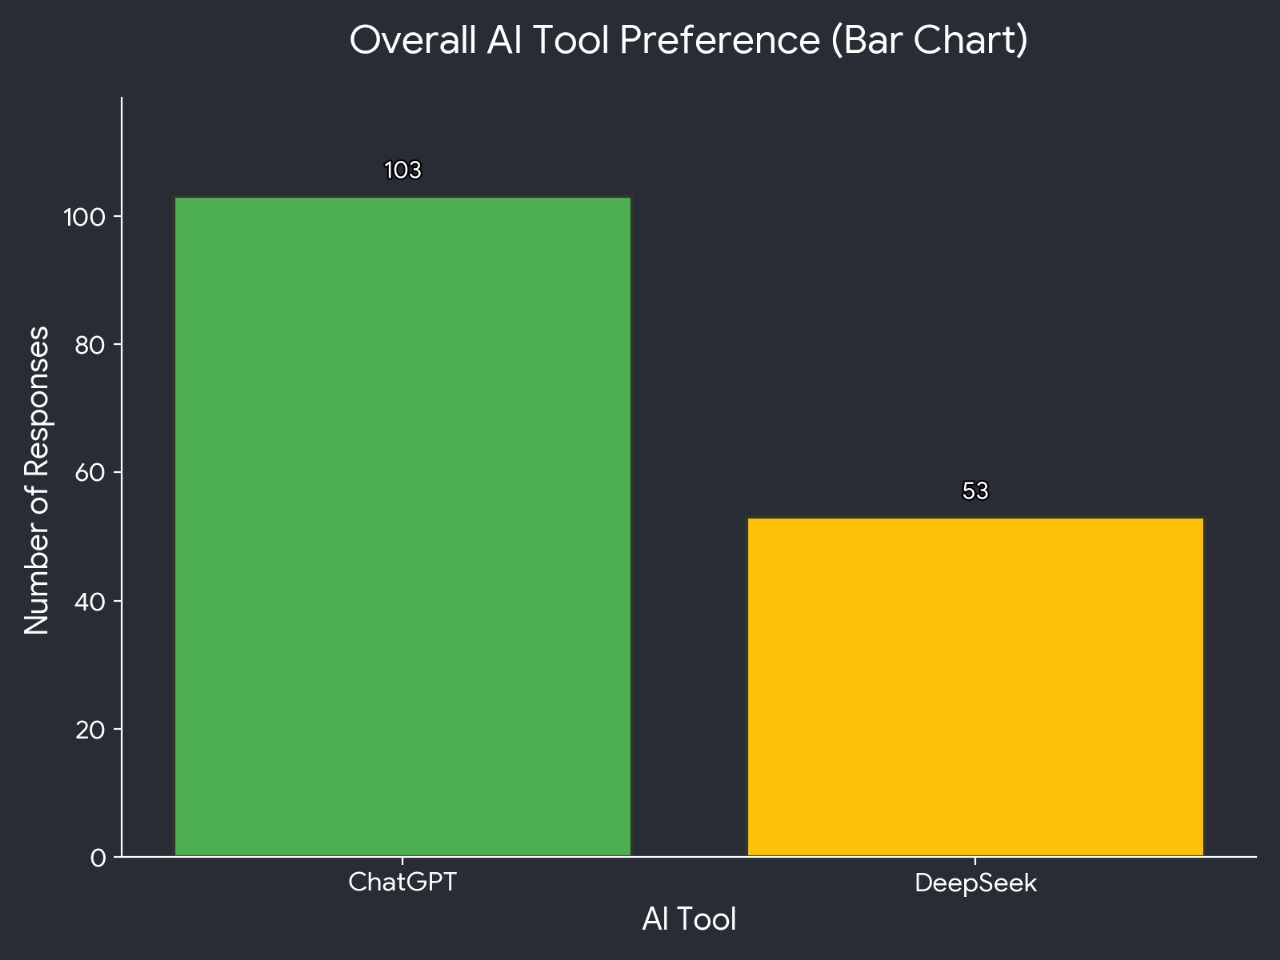 Overall AI Tool Preference (Bar Chart)
103
100
80
60
53
40
20
0
Number of Responses
ChatGPT
DeepSeek
AI Tool